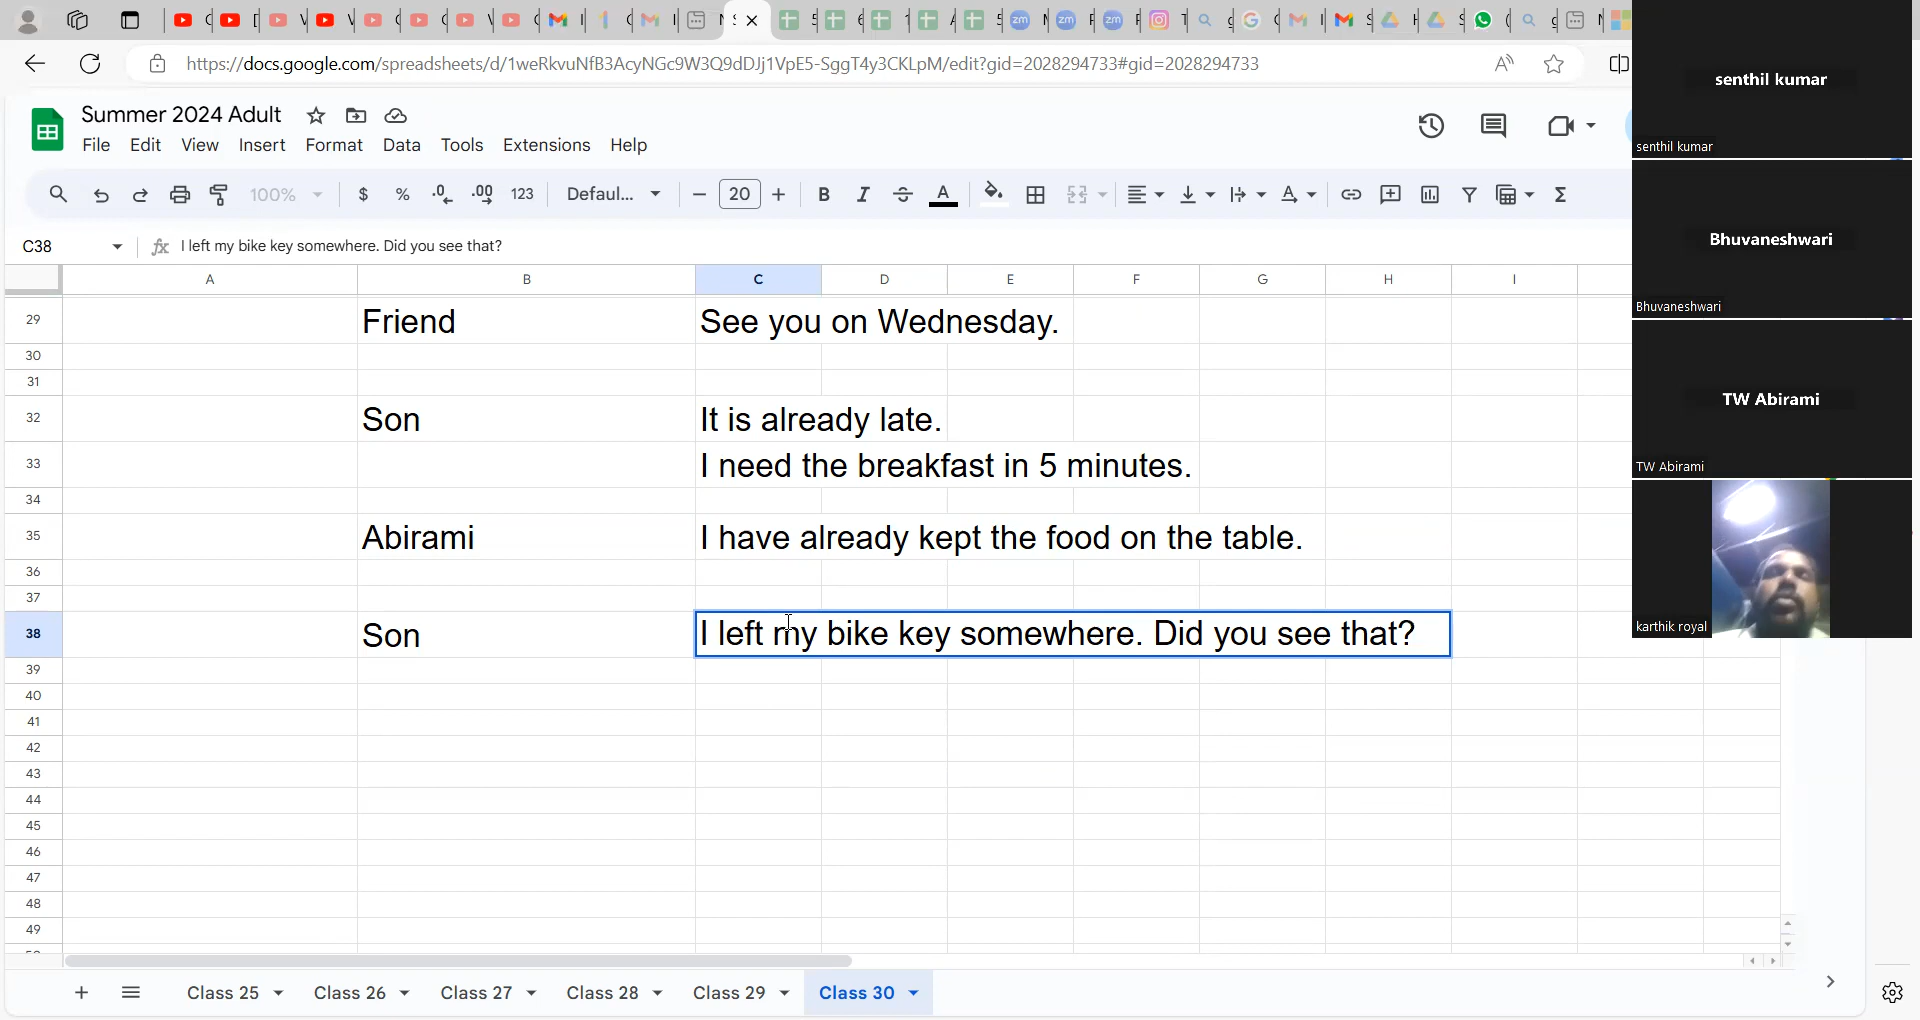 https://docs.google.com/spreadsheets/d/1weRkvuNfB3AcyNGc9W3Q9dDJj1VpE5-SggT4y3CKLpM/edit?gid=2028294733#gid=2028294733
Summer 2024 Adult
File Edit View Insert Format Data Tools Extensions Help
100% $ % .0 .00 123 Defaul... 20 B I A
C38 fx I left my bike key somewhere. Did you see that?
A B C D E F G H I
29 Friend See you on Wednesday.
30
31
32 Son It is already late.
33 I need the breakfast in 5 minutes.
34
35 Abirami I have already kept the food on the table.
36
37
38 Son I left my bike key somewhere. Did you see that?
39
40
41
42
43
44
45
46
47
48
49
Class 25 Class 26 Class 27 Class 28 Class 29 Class 30
senthil kumar
senthil kumar
Bhuvaneshwari
Bhuvaneshwari
TW Abirami
TW Abirami
karthik royal